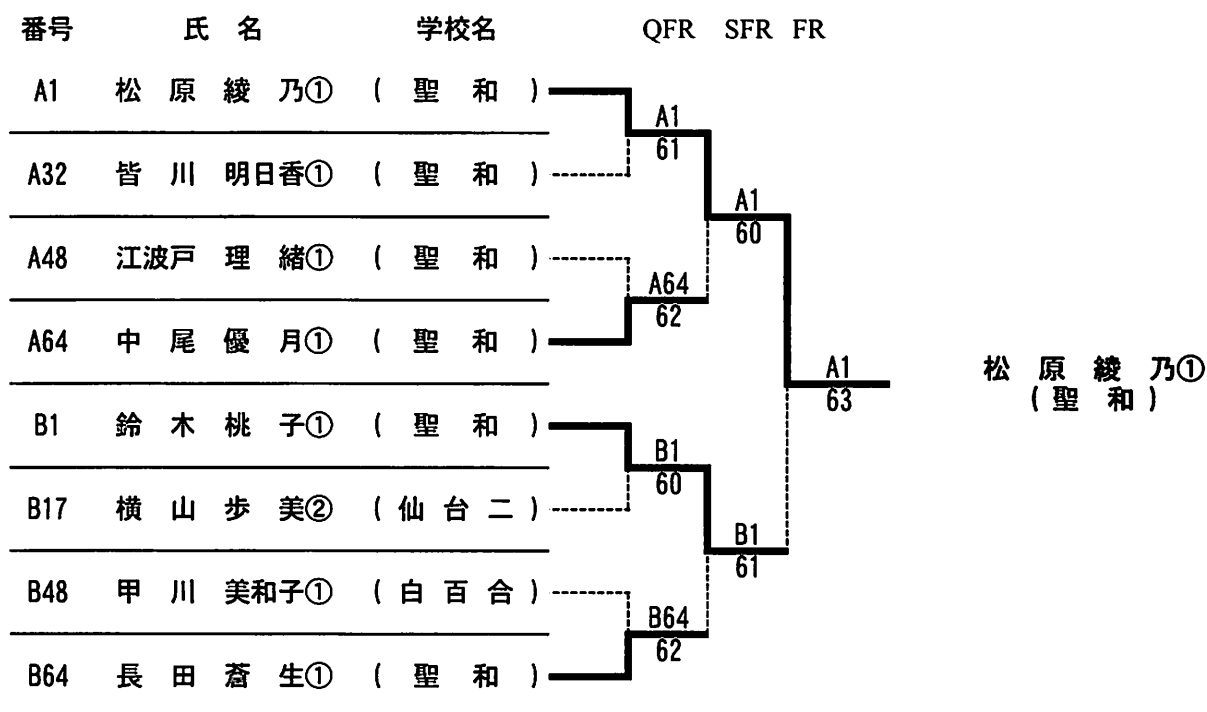 番号 氏名 学校名 QFR SFR FR
A1 松原綾乃① (聖和)
A1
61
A32 皆川明日香① (聖和)
A1
60
A48 江波戸理緒① (聖和)
A64
62
A64 中尾優月① (聖和)
A1
63
松原綾乃①
(聖和)
B1 鈴木桃子① (聖和)
B1
60
B17 横山歩美② (仙台二)
B1
61
B48 甲川美和子① (白百合)
B64
62
B64 長田蒼生① (聖和)